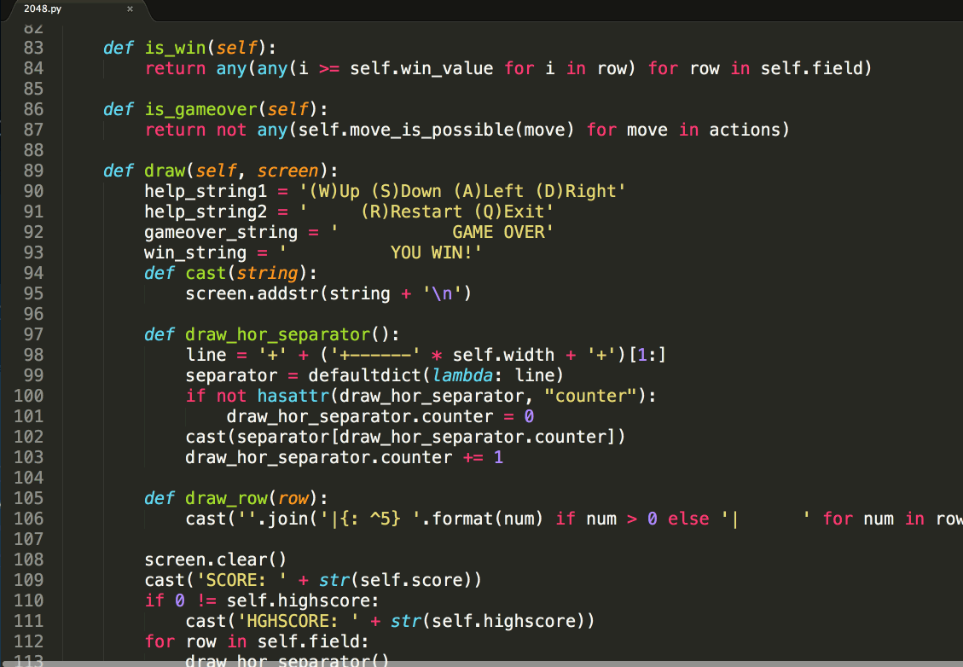 2048.py ×
82
83 def is_win(self):
84 return any(any(i >= self.win_value for i in row) for row in self.field)
85
86 def is_gameover(self):
87 return not any(self.move_is_possible(move) for move in actions)
88
89 def draw(self, screen):
90 help_string1 = '(W)Up (S)Down (A)Left (D)Right'
91 help_string2 = '     (R)Restart (Q)Exit'
92 gameover_string = '           GAME OVER'
93 win_string = '          YOU WIN!'
94 def cast(string):
95 screen.addstr(string + '\n')
96
97 def draw_hor_separator():
98 line = '+' + ('+------' * self.width + '+')[1:]
99 separator = defaultdict(lambda: line)
100 if not hasattr(draw_hor_separator, "counter"):
101 draw_hor_separator.counter = 0
102 cast(separator[draw_hor_separator.counter])
103 draw_hor_separator.counter += 1
104
105 def draw_row(row):
106 cast(''.join('|{: ^5} '.format(num) if num > 0 else '|      ' for num in row
107
108 screen.clear()
109 cast('SCORE: ' + str(self.score))
110 if 0 != self.highscore:
111 cast('HGHSCORE: ' + str(self.highscore))
112 for row in self.field:
113 draw_hor_separator()